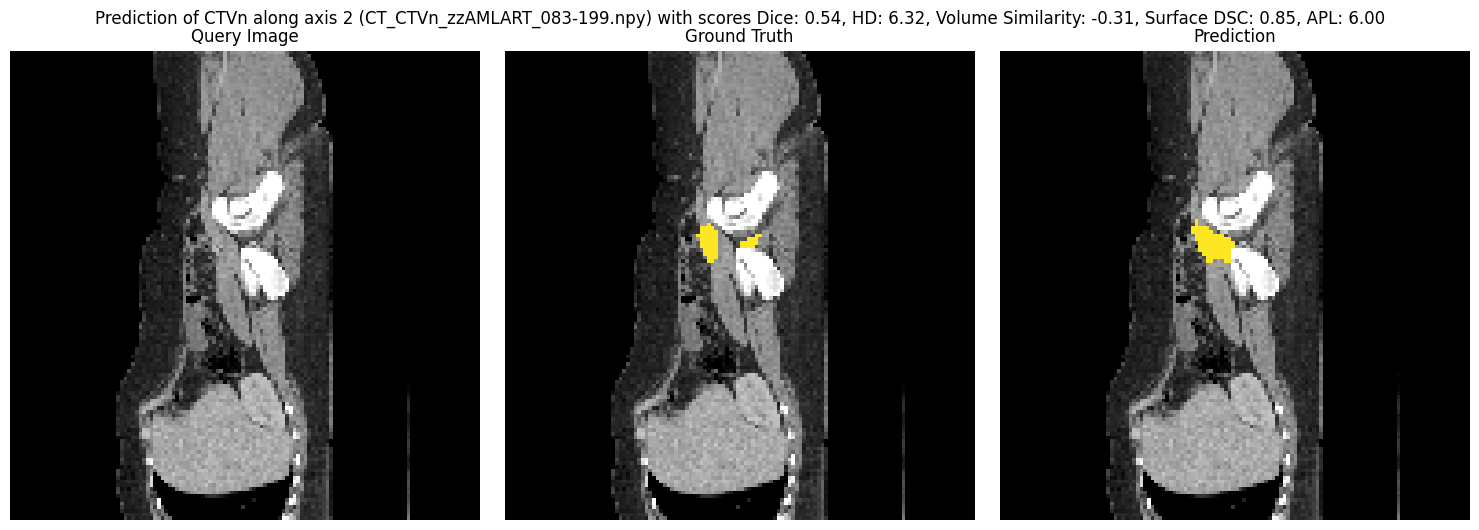 Prediction of CTVn along axis 2 (CT_CTVn_zzAMLART_083-199.npy) with scores Dice: 0.54, HD: 6.32, Volume Similarity: -0.31, Surface DSC: 0.85, APL: 6.00
Query Image
Ground Truth
Prediction